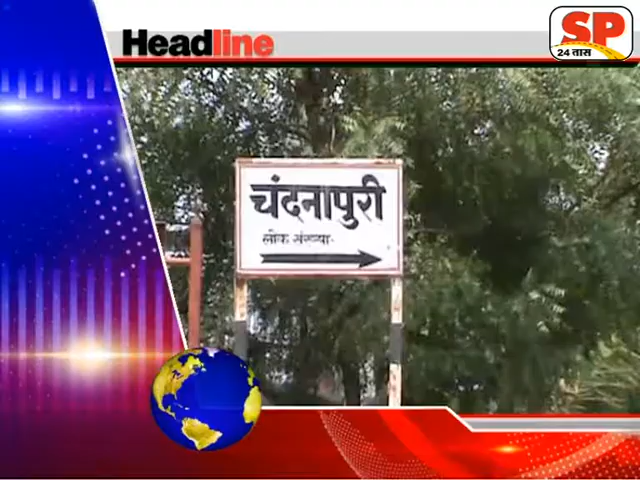 Headline
SP
24 तास
चंदनापुरी
लोक संख्या-